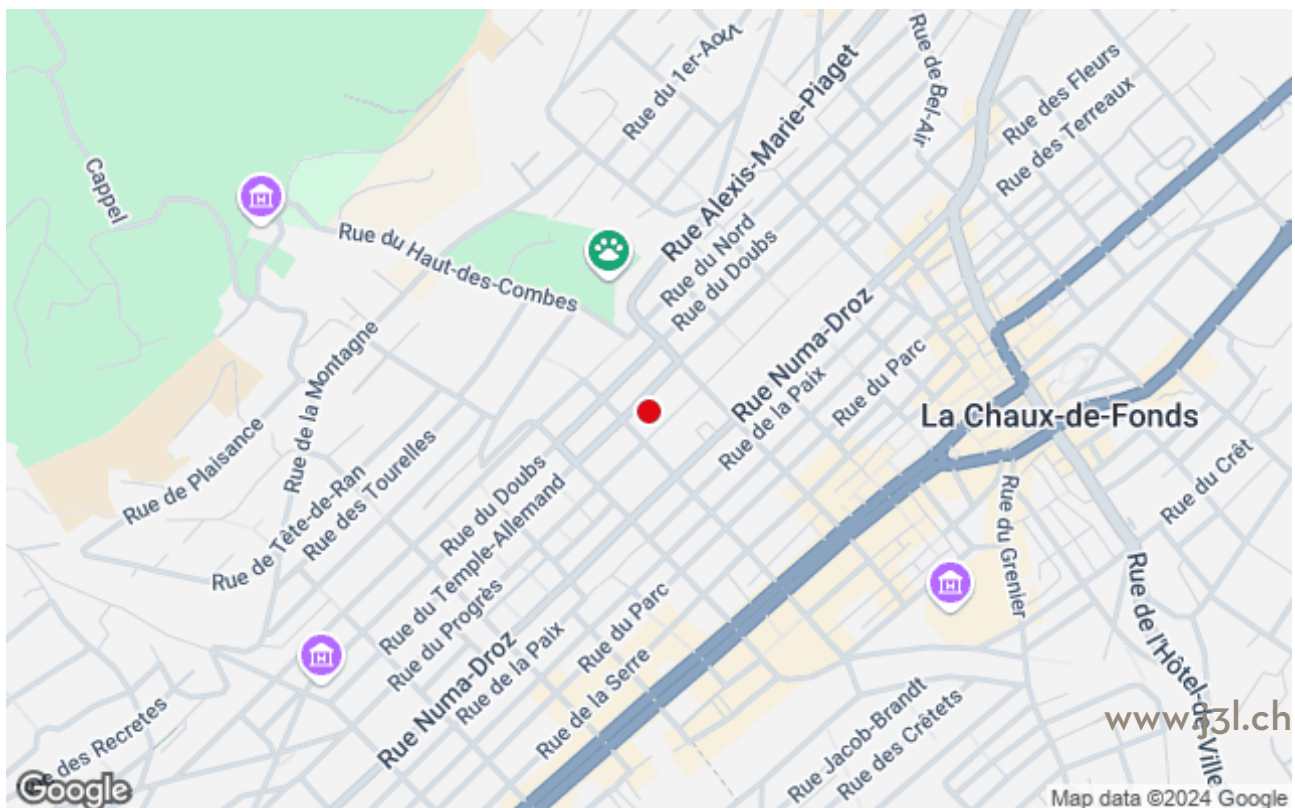 Rue du 1er-Août
Rue de Bel-Air
Rue Alexis-Marie-Piaget
Rue des Fleurs
Rue des Terreaux
Cappel
Rue du Haut-des-Combes
Rue du Nord
Rue du Doubs
Rue Numa-Droz
Rue du Parc
Rue de la Paix
La Chaux-de-Fonds
Rue de la Montagne
Rue de Plaisance
Rue de Tête-de-Ran
Rue des Tourelles
Rue du Doubs
Rue du Temple-Allemand
Rue du Progrès
Rue Numa-Droz
Rue de la Paix
Rue du Parc
Rue de la Serre
Rue du Grenier
Rue du Crêt
Rue de l'Hôtel-de-Ville
Rue Jacob-Brandt
Rue des Crêtets
Rue des Recretes
www.j3l.ch
Google
Map data ©2024 Google